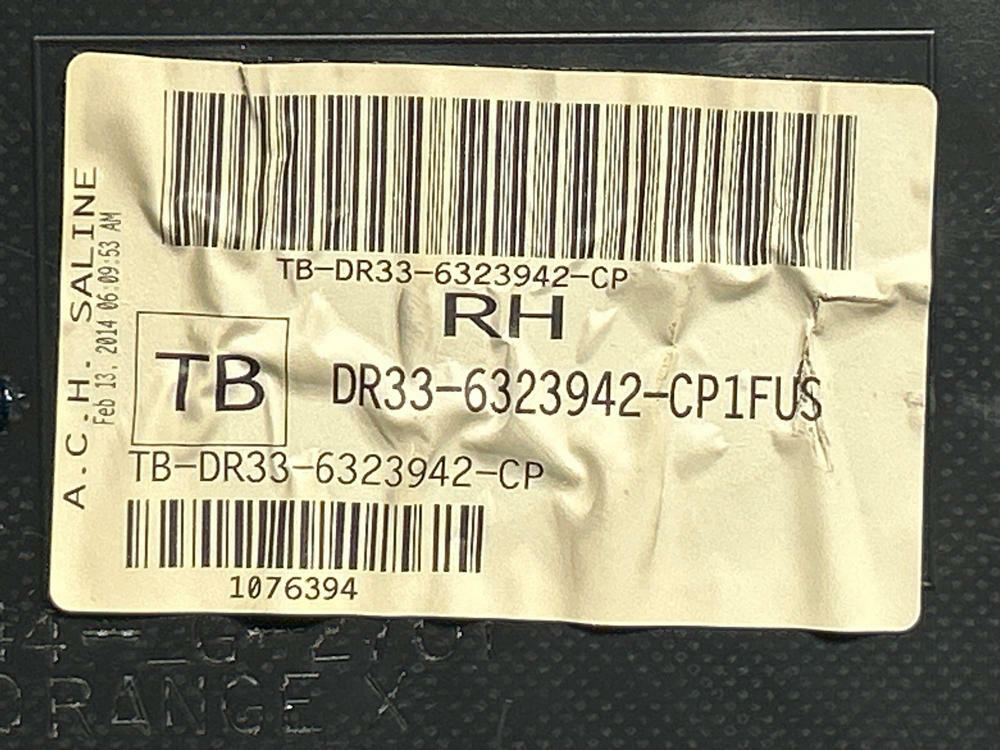 A.C.H. SALINE
Feb 13, 2014 06:09:53 AM
TB-DR33-6323942-CP
RH
TB
DR33-6323942-CP1FUS
TB-DR33-6323942-CP
1076394
ORANGE X